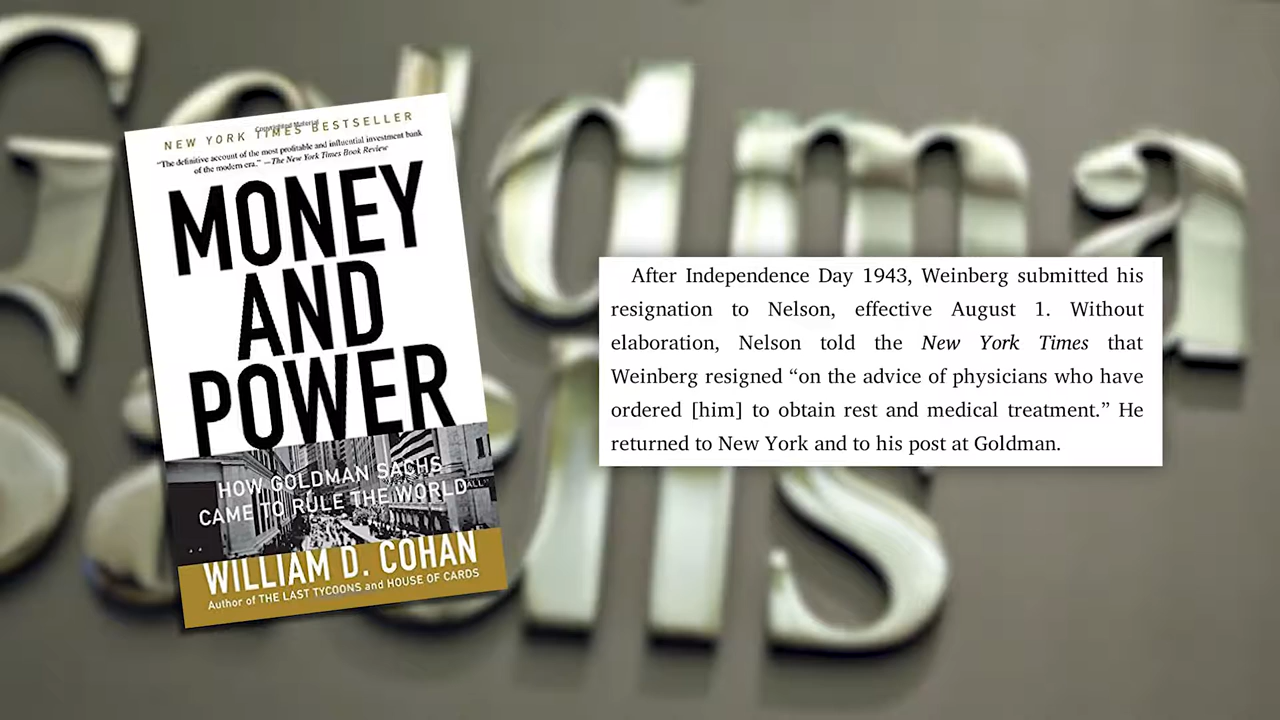 Goldma
Sachs
NEW YORK TIMES BESTSELLER
Copyrighted Material
"The definitive account of the most profitable and influential investment bank
of the modern era." —The New York Times Book Review
MONEY
AND
POWER
HOW GOLDMAN SACHS
CAME TO RULE THE WORLD
WALL
WILLIAM D. COHAN
Author of THE LAST TYCOONS and HOUSE OF CARDS
After Independence Day 1943, Weinberg submitted his
resignation to Nelson, effective August 1. Without
elaboration, Nelson told the New York Times that
Weinberg resigned “on the advice of physicians who have
ordered [him] to obtain rest and medical treatment.” He
returned to New York and to his post at Goldman.